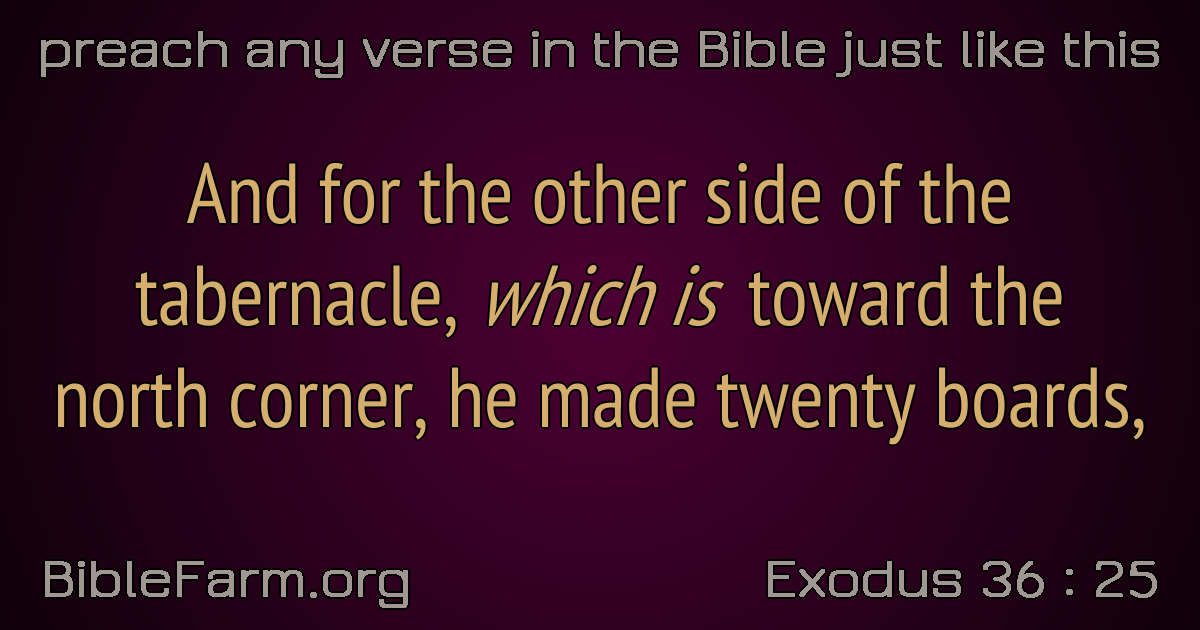 preach any verse in the Bible just like this
And for the other side of the
tabernacle, which is toward the
north corner, he made twenty boards,
BibleFarm.org
Exodus 36 : 25